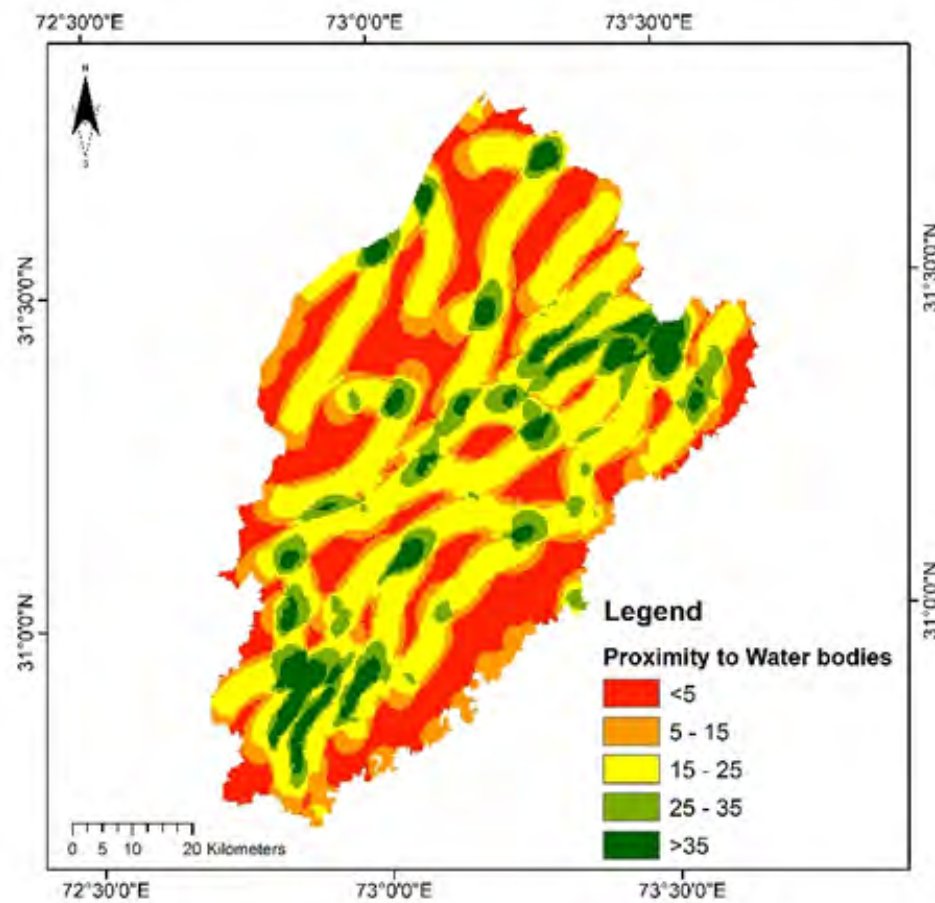 72°30'0"E 73°0'0"E 73°30'0"E
N
S
31°30'0"N 31°30'0"N
31°0'0"N 31°0'0"N
Legend
Proximity to Water bodies
<5
5 - 15
15 - 25
25 - 35
>35
0 5 10 20 Kilometers
72°30'0"E 73°0'0"E 73°30'0"E